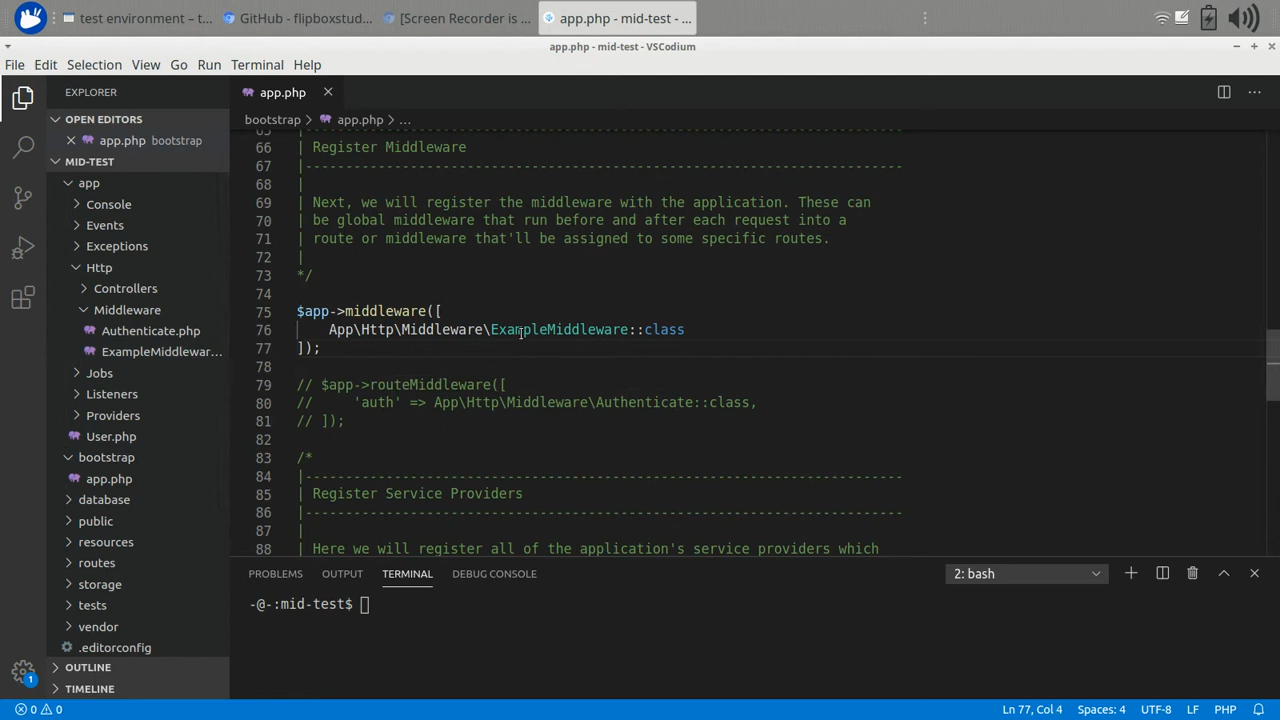 test environment – t...
GitHub - flipboxstud...
[Screen Recorder is ...
app.php - mid-test - ...
app.php - mid-test - VSCodium
File Edit Selection View Go Run Terminal Help
EXPLORER
OPEN EDITORS
app.php bootstrap
MID-TEST
app
Console
Events
Exceptions
Http
Controllers
Middleware
Authenticate.php
ExampleMiddlewar...
Jobs
Listeners
Providers
User.php
bootstrap
app.php
database
public
resources
routes
storage
tests
vendor
.editorconfig
OUTLINE
TIMELINE
app.php
bootstrap > app.php > ...
65 |--------------------------------------------------------------------------
66 | Register Middleware
67 |--------------------------------------------------------------------------
68 |
69 | Next, we will register the middleware with the application. These can
70 | be global middleware that run before and after each request into a
71 | route or middleware that'll be assigned to some specific routes.
72 |
73 */
74
75 $app->middleware([
76 App\Http\Middleware\ExampleMiddleware::class
77 ]);
78
79 // $app->routeMiddleware([
80 // 'auth' => App\Http\Middleware\Authenticate::class,
81 // ]);
82
83 /*
84 |--------------------------------------------------------------------------
85 | Register Service Providers
86 |--------------------------------------------------------------------------
87 |
88 | Here we will register all of the application's service providers which
PROBLEMS OUTPUT TERMINAL DEBUG CONSOLE
2: bash
-@-:mid-test$
1
0 0
Ln 77, Col 4 Spaces: 4 UTF-8 LF PHP